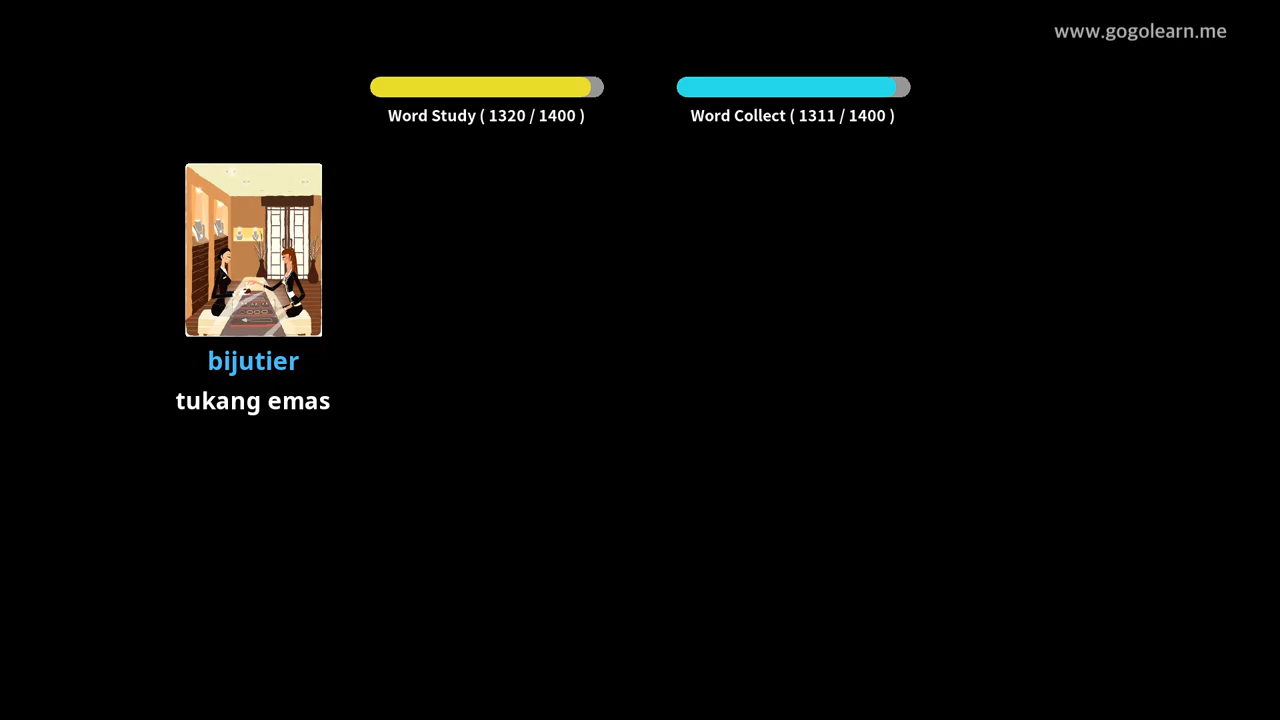 www.gogolearn.me
Word Study ( 1320 / 1400 )
Word Collect ( 1311 / 1400 )
bijutier
tukang emas